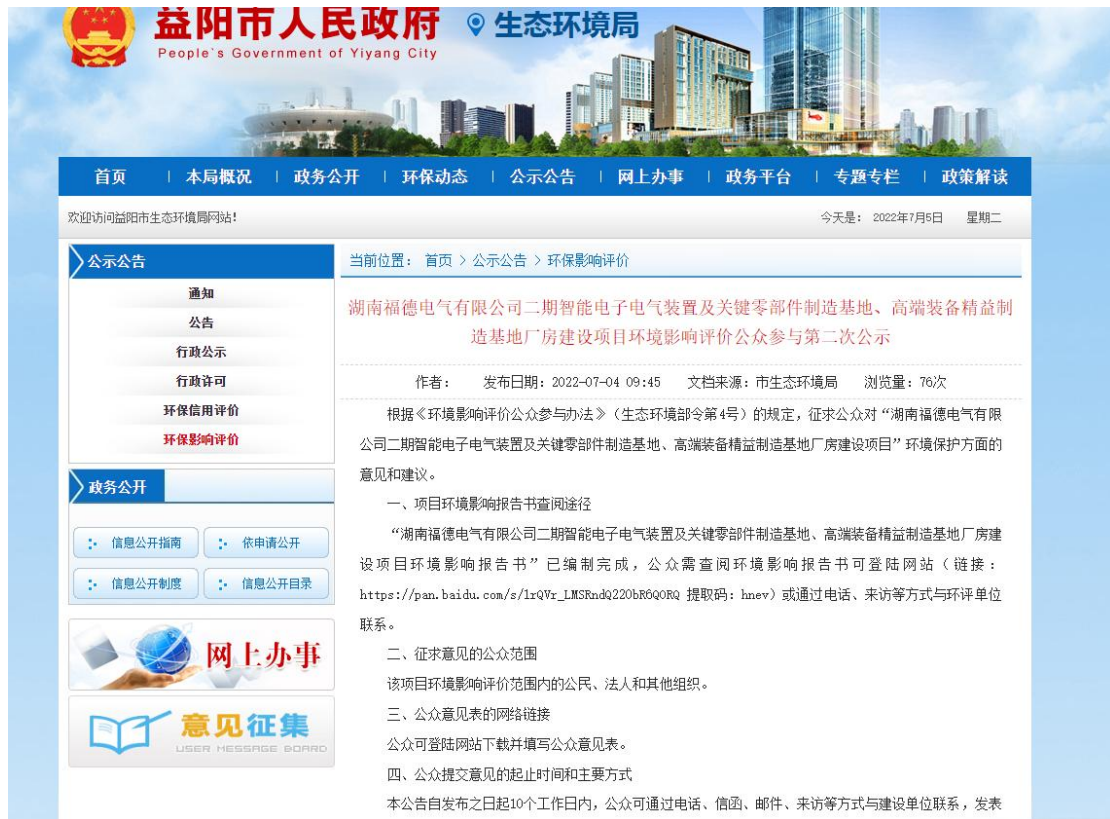 益阳市人民政府 生态环境局
People's Government of Yiyang City
首页 本局概况 政务公开 环保动态 公示公告 网上办事 政务平台 专题专栏 政策解读
欢迎访问益阳市生态环境局网站! 今天是: 2022年7月5日 星期二
公示公告
通知
公告
行政公示
行政许可
环保信用评价
环保影响评价
政务公开
信息公开指南 依申请公开
信息公开制度 信息公开目录
网上办事
意见征集
USER MESSAGE BOARD
当前位置: 首页 > 公示公告 > 环保影响评价
湖南福德电气有限公司二期智能电子电气装置及关键零部件制造基地、高端装备精益制
造基地厂房建设项目环境影响评价公众参与第二次公示
作者: 发布日期:2022-07-04 09:45 文档来源:市生态环境局 浏览量:76次
根据《环境影响评价公众参与办法》(生态环境部令第4号)的规定,征求公众对“湖南福德电气有限
公司二期智能电子电气装置及关键零部件制造基地、高端装备精益制造基地厂房建设项目”环境保护方面的
意见和建议。
一、项目环境影响报告书查阅途径
“湖南福德电气有限公司二期智能电子电气装置及关键零部件制造基地、高端装备精益制造基地厂房建
设项目环境影响报告书”已编制完成,公众需查阅环境影响报告书可登陆网站(链接:
https://pan.baidu.com/s/1rQVr_LMSRndQ220bR6QORQ 提取码:hnev)或通过电话、来访等方式与环评单位
联系。
二、征求意见的公众范围
该项目环境影响评价范围内的公民、法人和其他组织。
三、公众意见表的网络链接
公众可登陆网站下载并填写公众意见表。
四、公众提交意见的起止时间和主要方式
本公告自发布之日起10个工作日内,公众可通过电话、信函、邮件、来访等方式与建设单位联系,发表